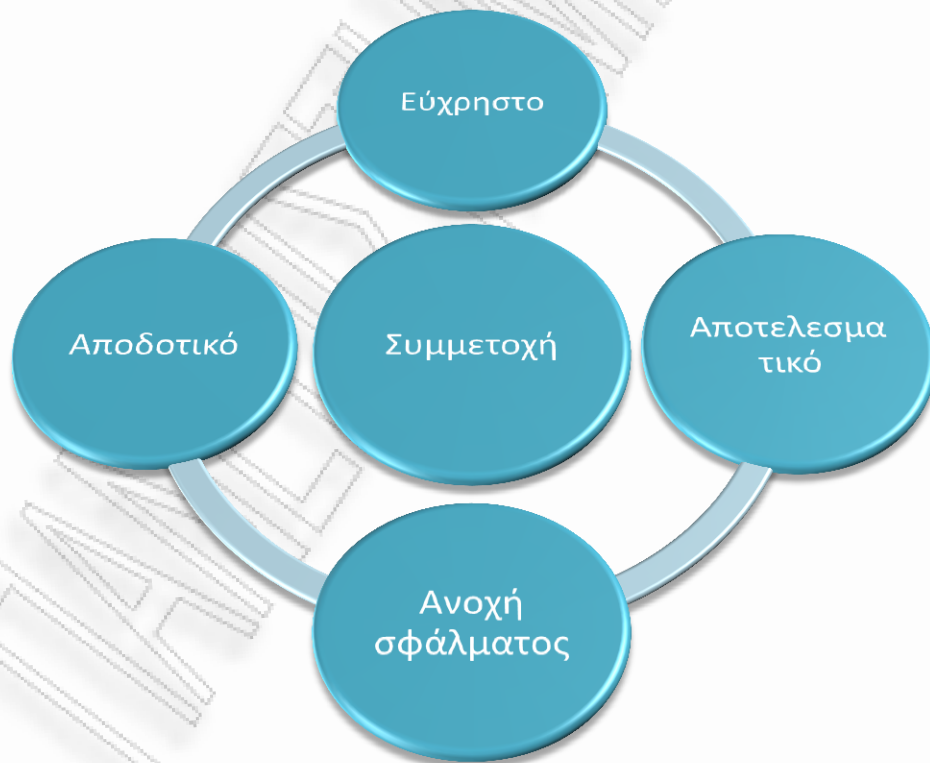 Εύχρηστο
Αποδοτικό
Συμμετοχή
Αποτελεσμα
τικό
Ανοχή
σφάλματος